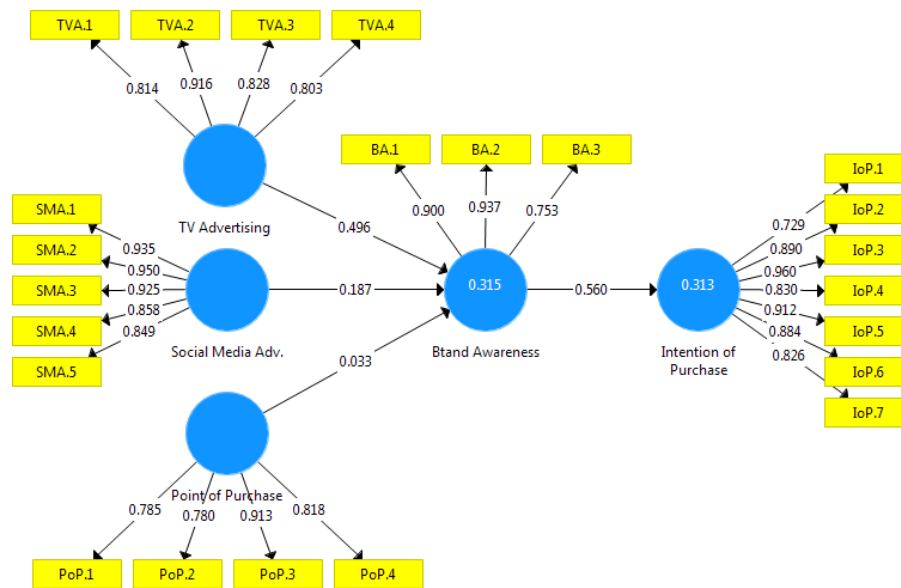 TVA.1 TVA.2 TVA.3 TVA.4
0.814 0.916 0.828 0.803
TV Advertising
BA.1 BA.2 BA.3
0.900 0.937 0.753
SMA.1
SMA.2
SMA.3
SMA.4
SMA.5
0.935
0.950
0.925
0.858
0.849
Social Media Adv.
0.496
0.187
0.033
0.315
Btand Awareness
0.560
0.313
Intention of
Purchase
0.729
0.890
0.960
0.830
0.912
0.884
0.826
IoP.1
IoP.2
IoP.3
IoP.4
IoP.5
IoP.6
IoP.7
Point of Purchase
0.785 0.780 0.913 0.818
PoP.1 PoP.2 PoP.3 PoP.4